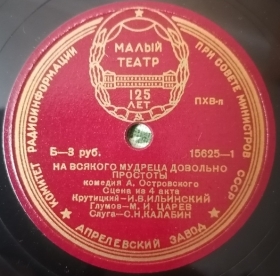 КОМИТЕТ РАДИОИНФОРМАЦИИ ПРИ СОВЕТЕ МИНИСТРОВ СССР
МАЛЫЙ
ТЕАТР
125
ЛЕТ
ПХВ-п
Б—3 руб. 15625—1
НА ВСЯКОГО МУДРЕЦА ДОВОЛЬНО
ПРОСТОТЫ
комедия А. Островского
Сцена из 4 акта
Крутицкий—И.В.ИЛЬИНСКИЙ
Глумов—М. И. ЦАРЕВ
Слуга—С.Н.КАЛАБИН
АПРЕЛЕВСКИЙ ЗАВОД